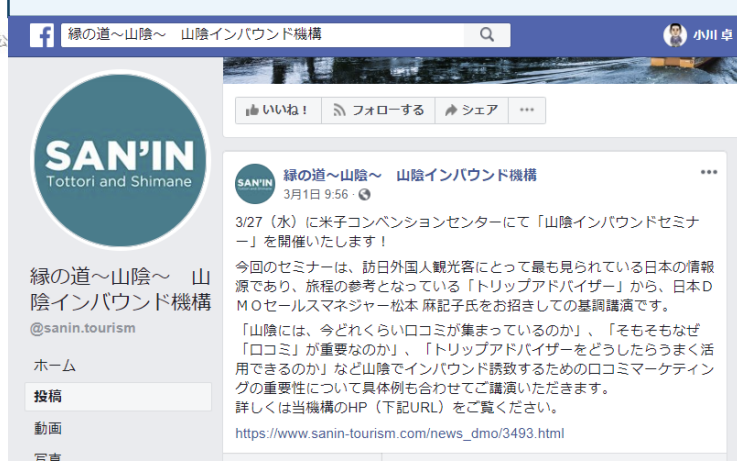 公
縁の道～山陰～　山陰インバウンド機構
小川 卓
いいね！ フォローする シェア …
SAN'IN
Tottori and Shimane
縁の道～山陰～　山
陰インバウンド機構
@sanin.tourism
ホーム
投稿
動画
写真
SAN'IN
縁の道～山陰～　山陰インバウンド機構
3月1日 9:56 ·
3/27（水）に米子コンベンションセンターにて「山陰インバウンドセミナ
ー」を開催いたします！
今回のセミナーは、訪日外国人観光客にとって最も見られている日本の情報
源であり、旅程の参考となっている「トリップアドバイザー」から、日本Ｄ
ＭＯセールスマネジャー松本 麻記子氏をお招きしての基調講演です。
「山陰には、今どれくらい口コミが集まっているのか」、「そもそもなぜ
「口コミ」が重要なのか」、「トリップアドバイザーをどうしたらうまく活
用できるのか」など山陰でインバウンド誘致するための口コミマーケティン
グの重要性について具体例も合わせてご講演いただきます。
詳しくは当機構のHP（下記URL）をご覧ください。
https://www.sanin-tourism.com/news_dmo/3493.html